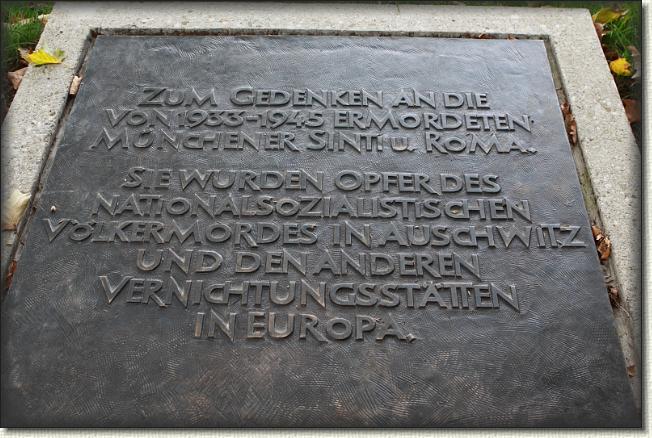 ZUM GEDENKEN AN DIE
VON 1933-1945 ERMORDETEN
MÜNCHENER SINTI U. ROMA.
SIE WURDEN OPFER DES
NATIONALSOZIALISTISCHEN
VÖLKERMORDES IN AUSCHWITZ
UND DEN ANDEREN
VERNICHTUNGSSTÄTTEN
IN EUROPA.